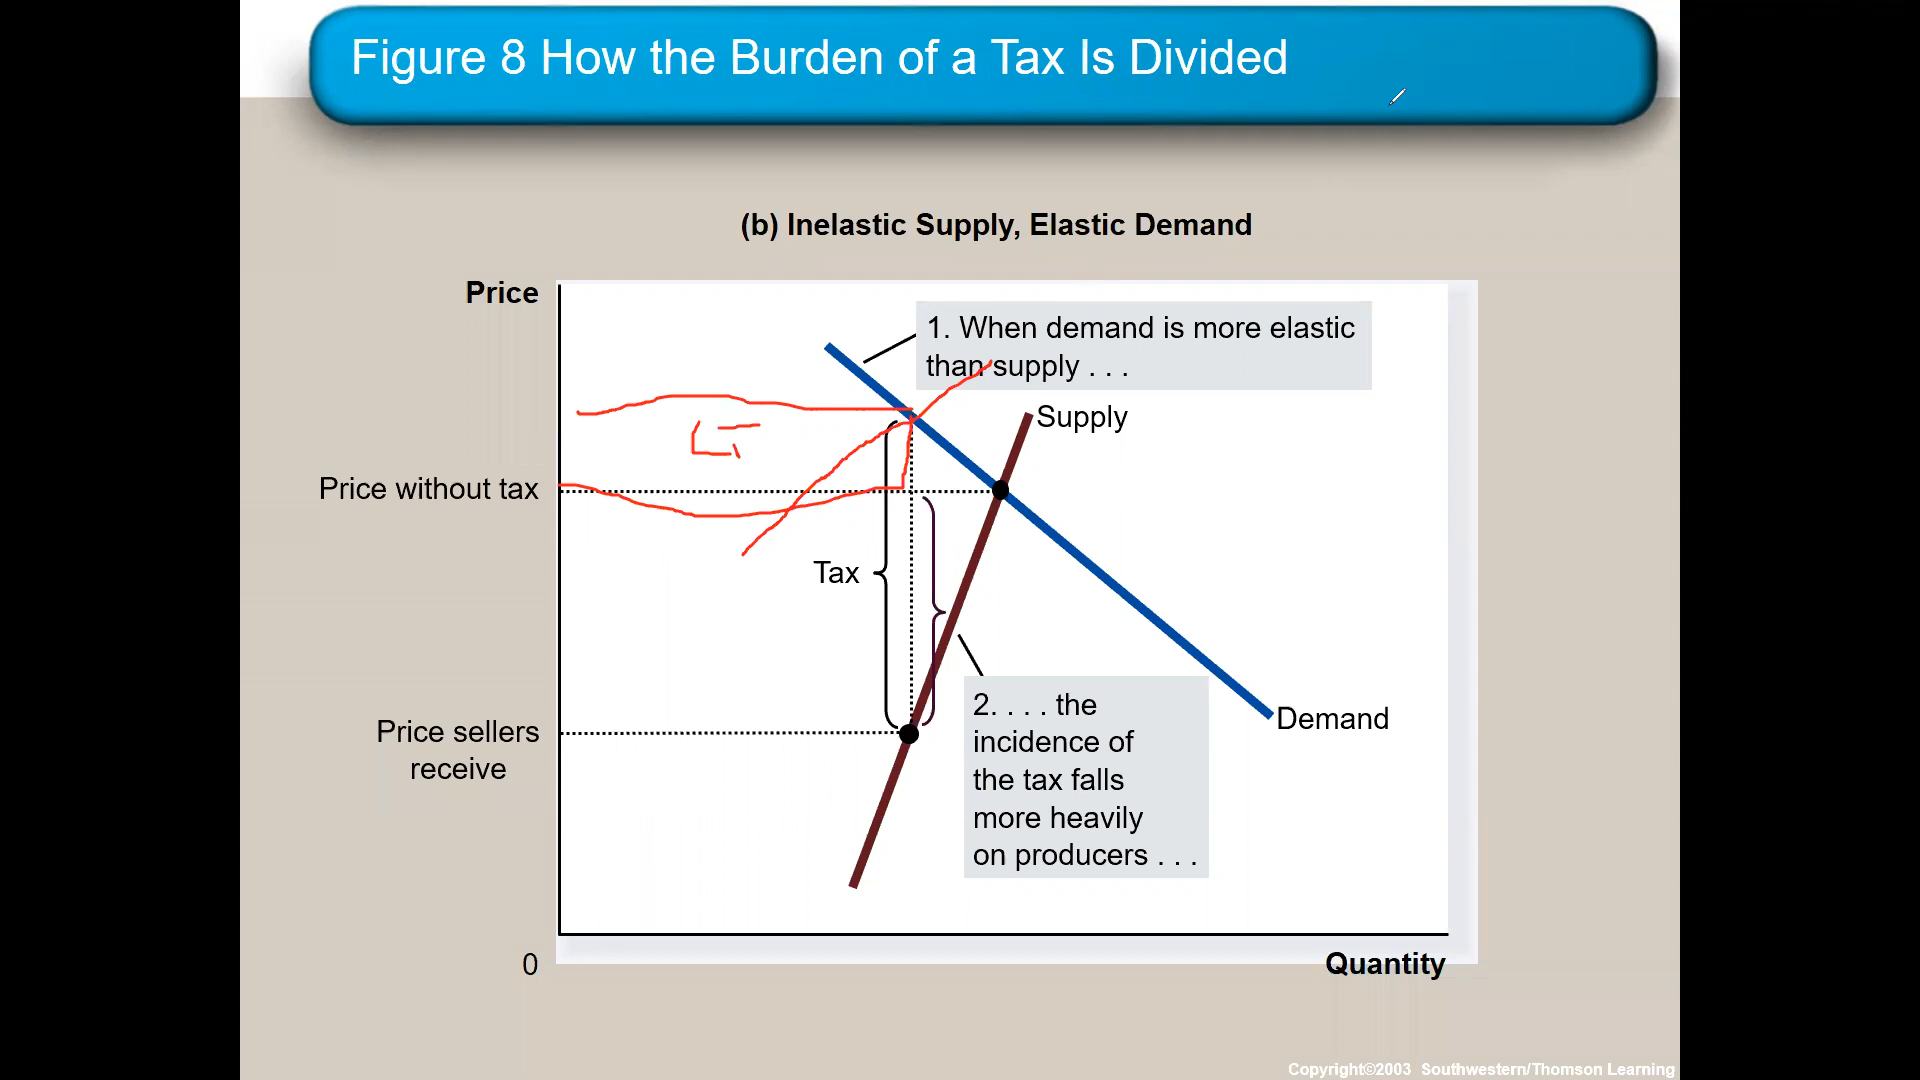 Figure 8 How the Burden of a Tax Is Divided
(b) Inelastic Supply, Elastic Demand
Price
1. When demand is more elastic
than supply . . .
Supply
Price without tax
Tax
2. . . . the
incidence of
the tax falls
more heavily
on producers . . .
Demand
Price sellers
receive
0
Quantity
Copyright©2003 Southwestern/Thomson Learning